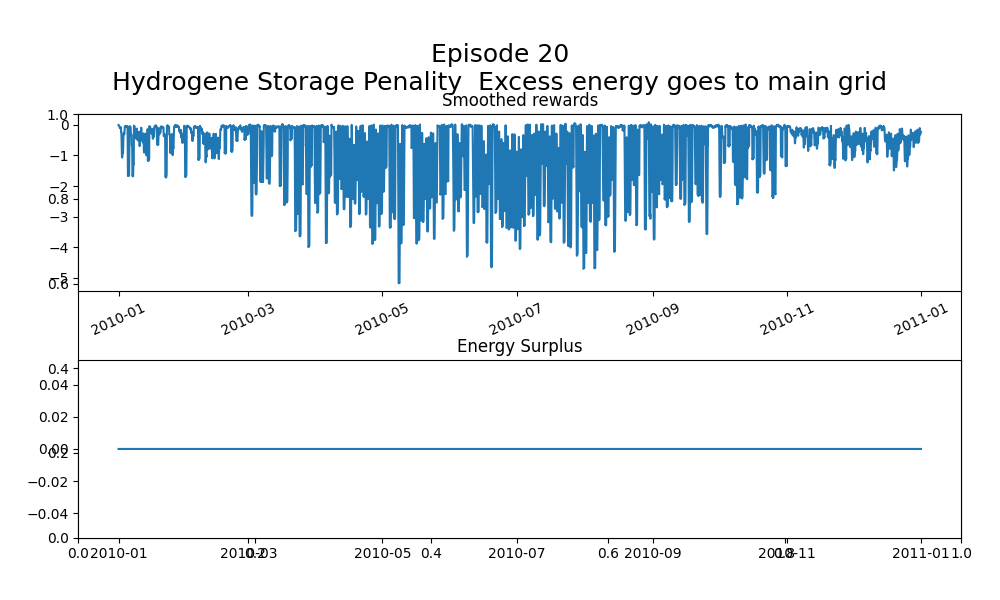 Episode 20
Hydrogene Storage Penality  Excess energy goes to main grid
Smoothed rewards
1.0
0
−1
−2
0.8
−3
−4
−5
0.6
2010-01 2010-03 2010-05 2010-07 2010-09 2010-11 2011-01
Energy Surplus
0.4
0.04
0.02
0.00
0.2
−0.02
−0.04
0.0
0.0 2010-01 2010-03 0.2 2010-05 0.4 2010-07 0.6 2010-09 2010-11 0.8 2011-01 1.0